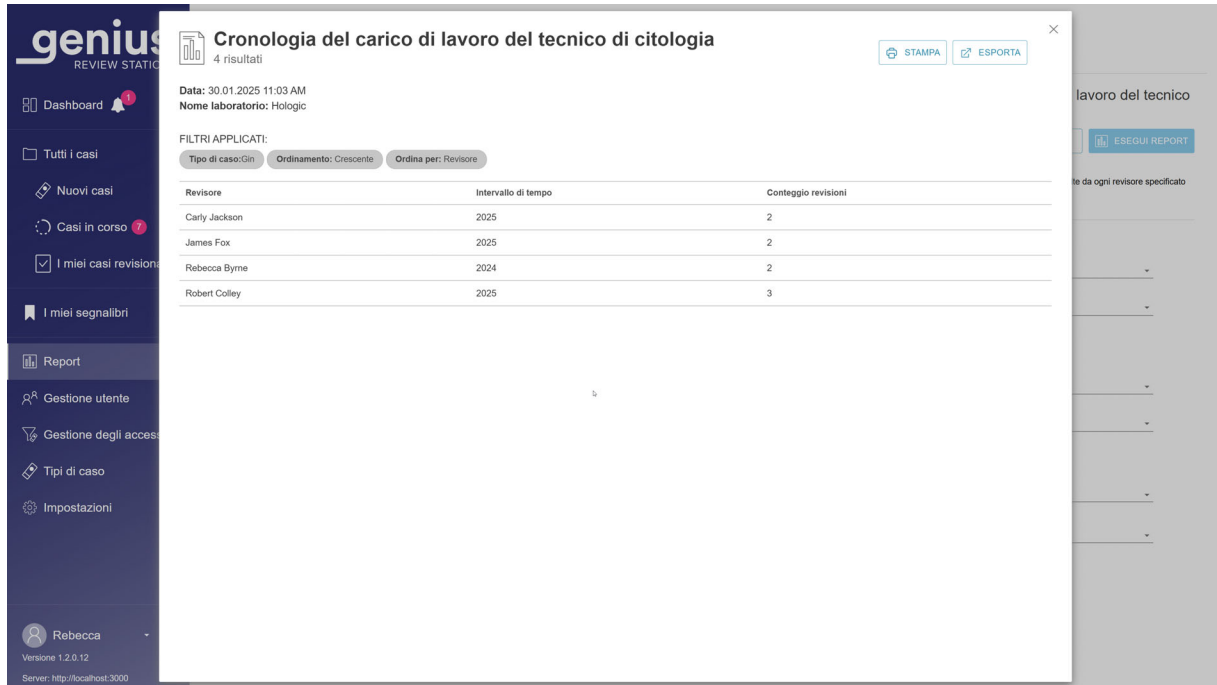 genius
REVIEW STATIO
Dashboard 1
Tutti i casi
Nuovi casi
Casi in corso 7
I miei casi revisiona
I miei segnalibri
Report
Gestione utente
Gestione degli access
Tipi di caso
Impostazioni
Rebecca
Versione 1.2.0.12
Server: http://localhost:3000
Cronologia del carico di lavoro del tecnico di citologia
4 risultati
STAMPA
ESPORTA
Data: 30.01.2025 11:03 AM
Nome laboratorio: Hologic
FILTRI APPLICATI:
Tipo di caso:Gin Ordinamento: Crescente Ordina per: Revisore
Revisore Intervallo di tempo Conteggio revisioni
Carly Jackson 2025 2
James Fox 2025 2
Rebecca Byrne 2024 2
Robert Colley 2025 3
lavoro del tecnico
ESEGUI REPORT
te da ogni revisore specificato